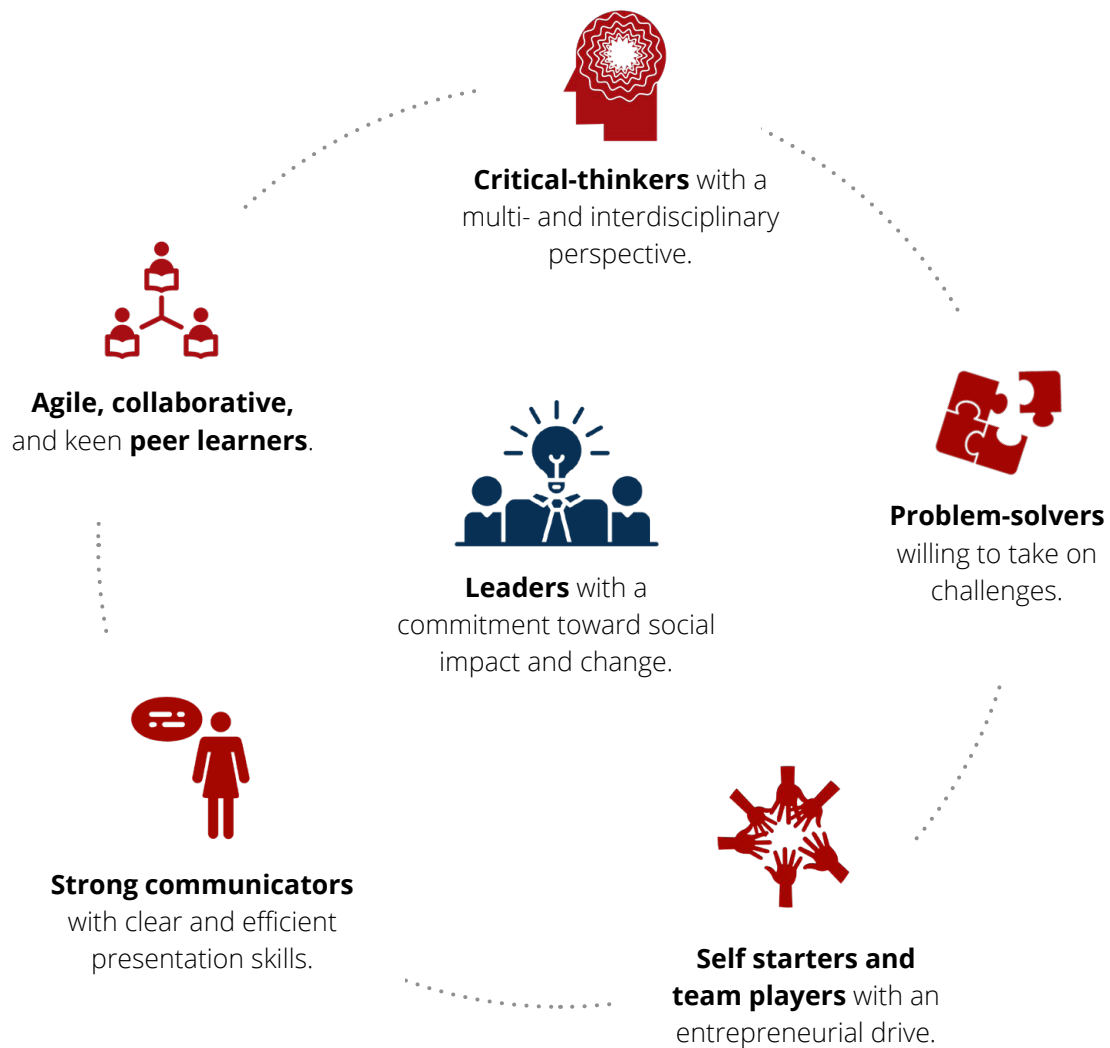 Critical-thinkers with a
multi- and interdisciplinary
perspective.
Agile, collaborative,
and keen peer learners.
Problem-solvers
willing to take on
challenges.
Leaders with a
commitment toward social
impact and change.
Strong communicators
with clear and efficient
presentation skills.
Self starters and
team players with an
entrepreneurial drive.